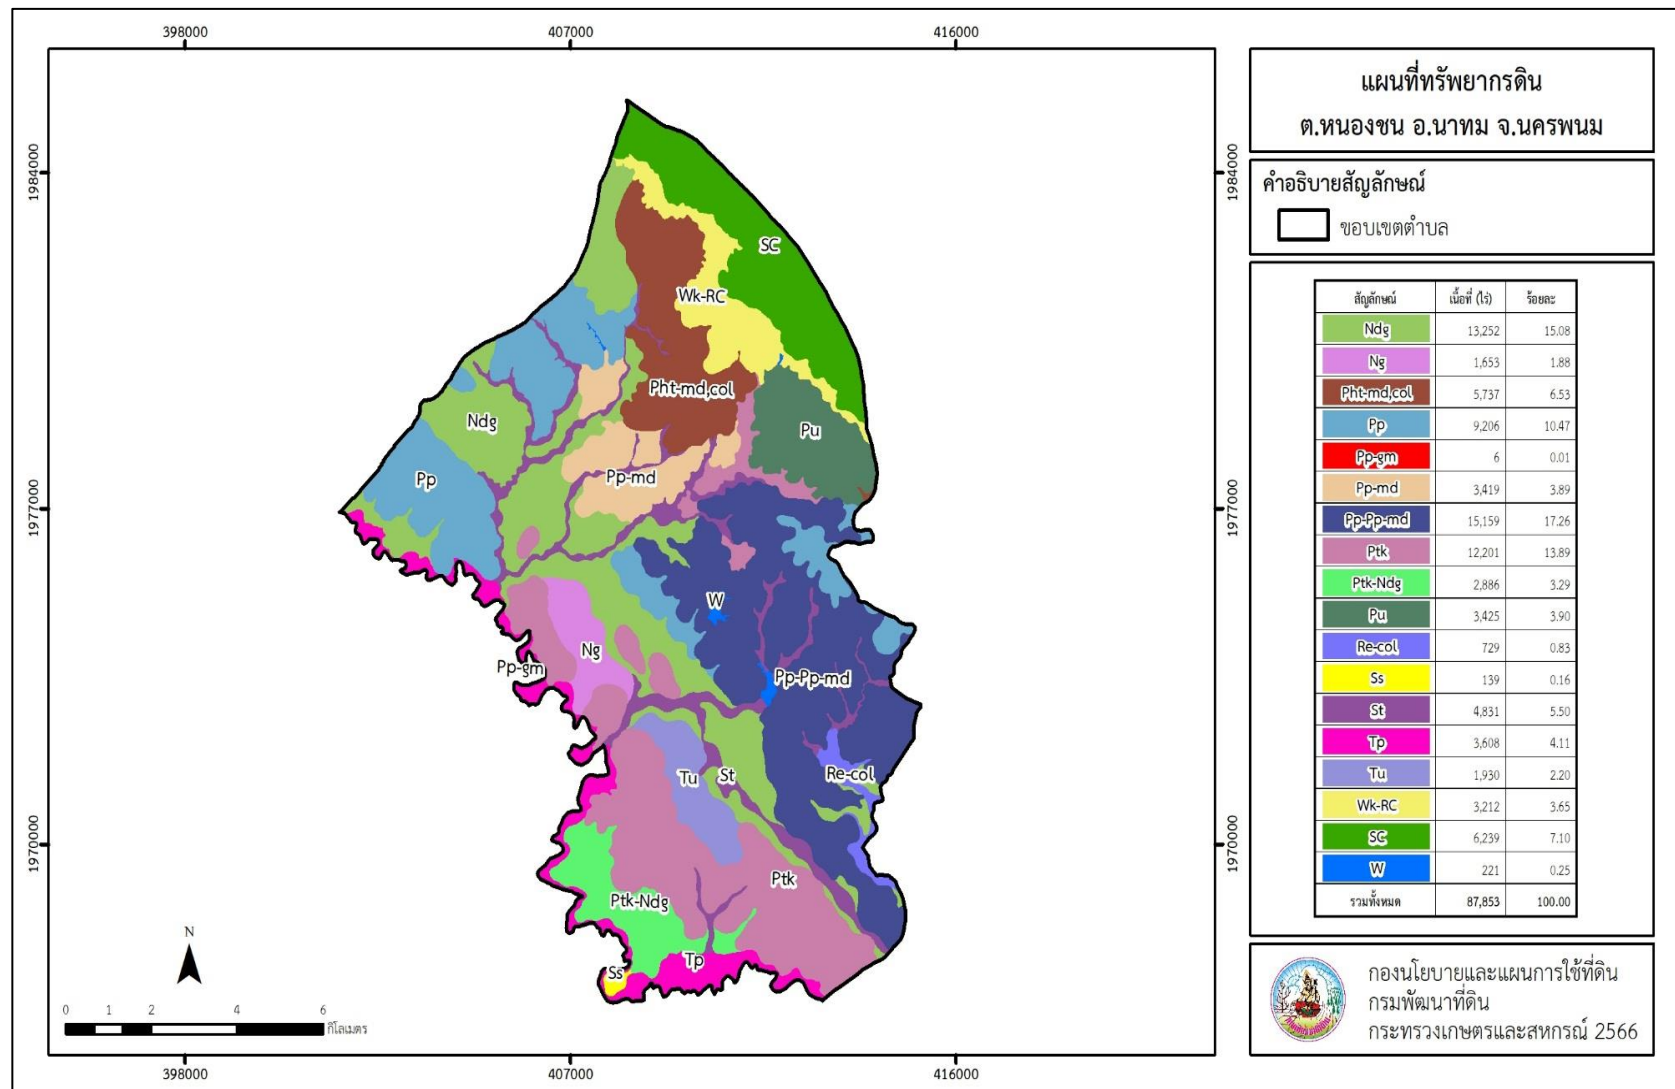 398000
407000
416000
แผนที่ทรัพยากรดิน
ต.หนองซน อ.นาทม จ.นครพนม
คำอธิบายสัญลักษณ์
ขอบเขตตำบล
1984000
1984000
1977000
1977000
1970000
1970000
SC
Wk-RC
Pht-md,col
Ndg
Pu
Pp
Pp-md
W
Ng
Pp-gm
Pp-Pp-md
Tu
St
Re-col
Ptk
Ptk-Ndg
Tp
Ss
สัญลักษณ์ เนื้อที่ (ไร่) ร้อยละ
Ndg 13,252 15.08
Ng 1,653 1.88
Pht-md,col 5,737 6.53
Pp 9,206 10.47
Pp-gm 6 0.01
Pp-md 3,419 3.89
Pp-Pp-md 15,159 17.26
Ptk 12,201 13.89
Ptk-Ndg 2,886 3.29
Pu 3,425 3.90
Re-col 729 0.83
Ss 139 0.16
St 4,831 5.50
Tp 3,608 4.11
Tu 1,930 2.20
Wk-RC 3,212 3.65
SC 6,239 7.10
W 221 0.25
รวมทั้งหมด 87,853 100.00
N
0 1 2 4 6
กิโลเมตร
กองนโยบายและแผนการใช้ที่ดิน
กรมพัฒนาที่ดิน
กระทรวงเกษตรและสหกรณ์ 2566
398000
407000
416000